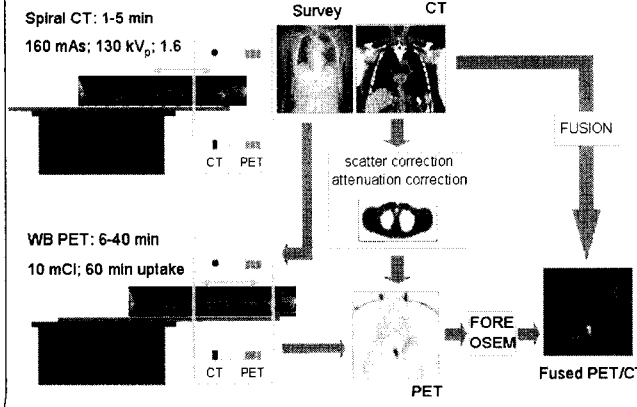 Spiral CT: 1-5 min
160 mAs; 130 kVp; 1.6
CT PET
Survey
CT
scatter correction
attenuation correction
FUSION
WB PET: 6-40 min
10 mCi; 60 min uptake
CT PET
PET
FORE
OSEM
Fused PET/C